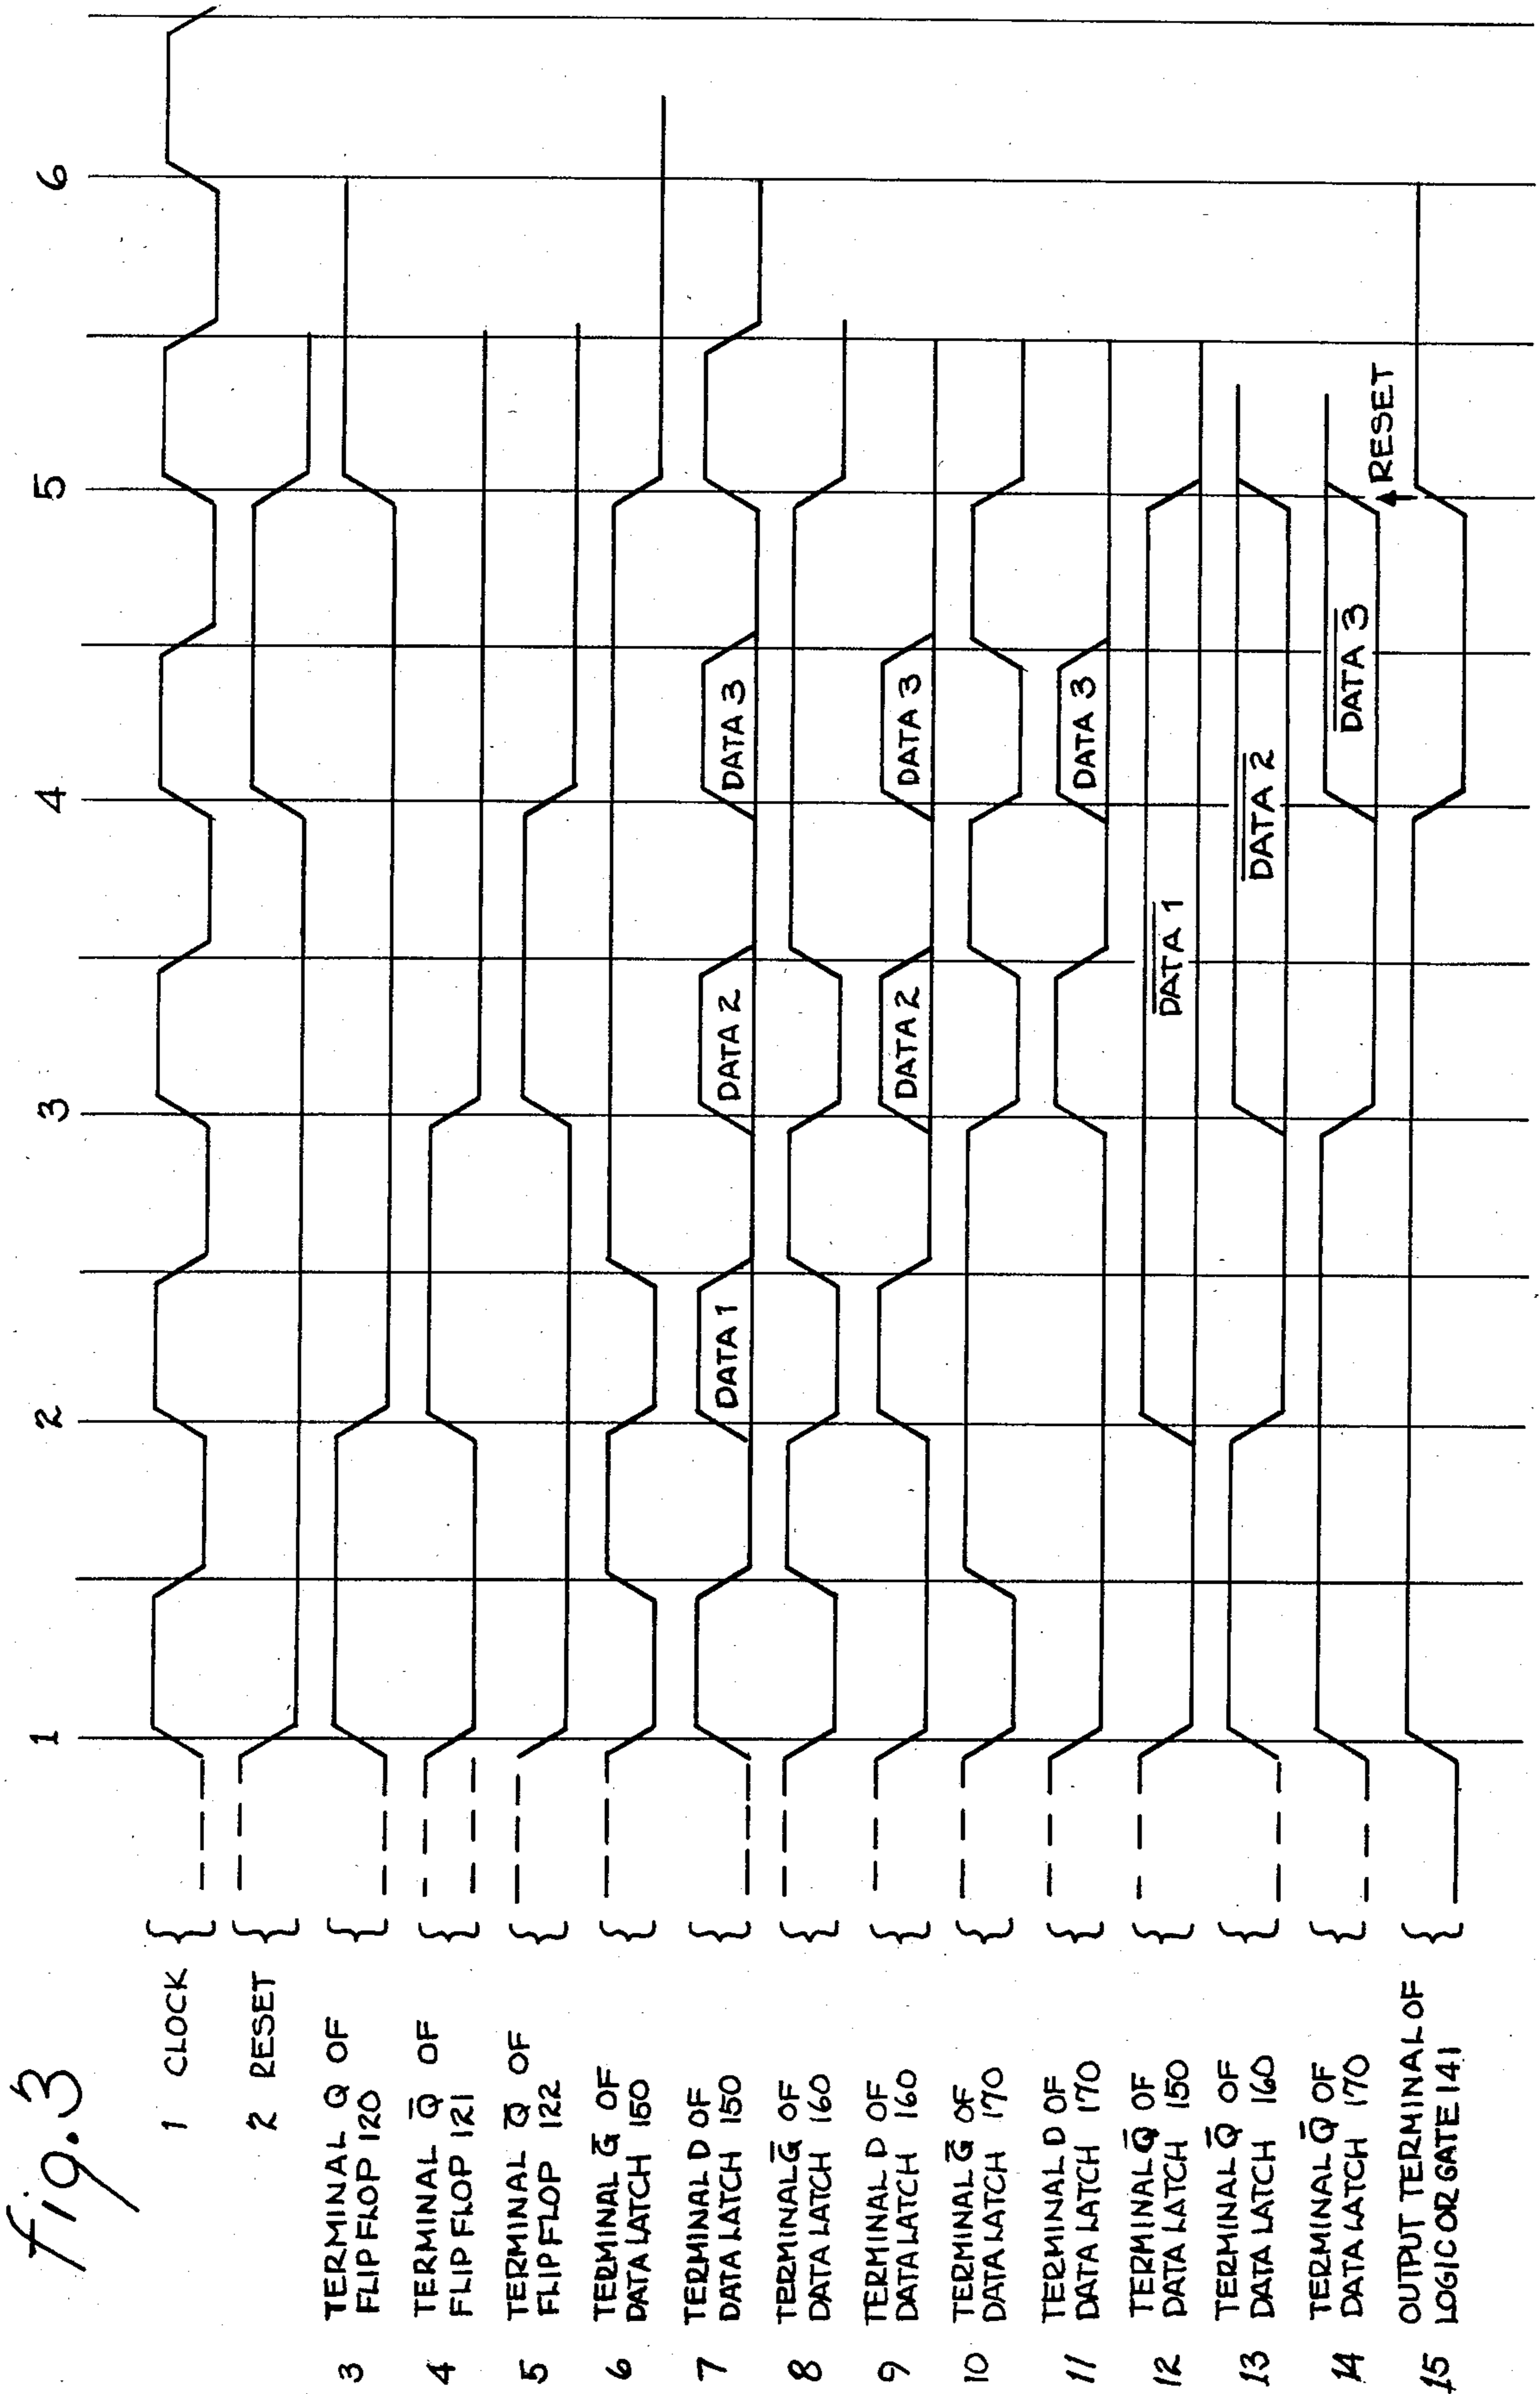 Fig. 3
1 2 3 4 5 6
1 CLOCK
2 RESET
3 TERMINAL Q OF
FLIP FLOP 120
4 TERMINAL Q̅ OF
FLIP FLOP 121
5 TERMINAL Q̅ OF
FLIP FLOP 122
6 TERMINAL G̅ OF
DATA LATCH 150
7 TERMINAL D OF
DATA LATCH 150
DATA 1 DATA 2 DATA 3
8 TERMINAL G̅ OF
DATA LATCH 160
9 TERMINAL D OF
DATA LATCH 160
DATA 2 DATA 3
10 TERMINAL G̅ OF
DATA LATCH 170
11 TERMINAL D OF
DATA LATCH 170
DATA 3
12 TERMINAL Q̅ OF
DATA LATCH 150
D̅A̅T̅A̅ 1̅
13 TERMINAL Q̅ OF
DATA LATCH 160
D̅A̅T̅A̅ 2̅
14 TERMINAL Q̅ OF
DATA LATCH 170
D̅A̅T̅A̅ 3̅
RESET
15 OUTPUT TERMINAL OF
LOGIC OR GATE 141